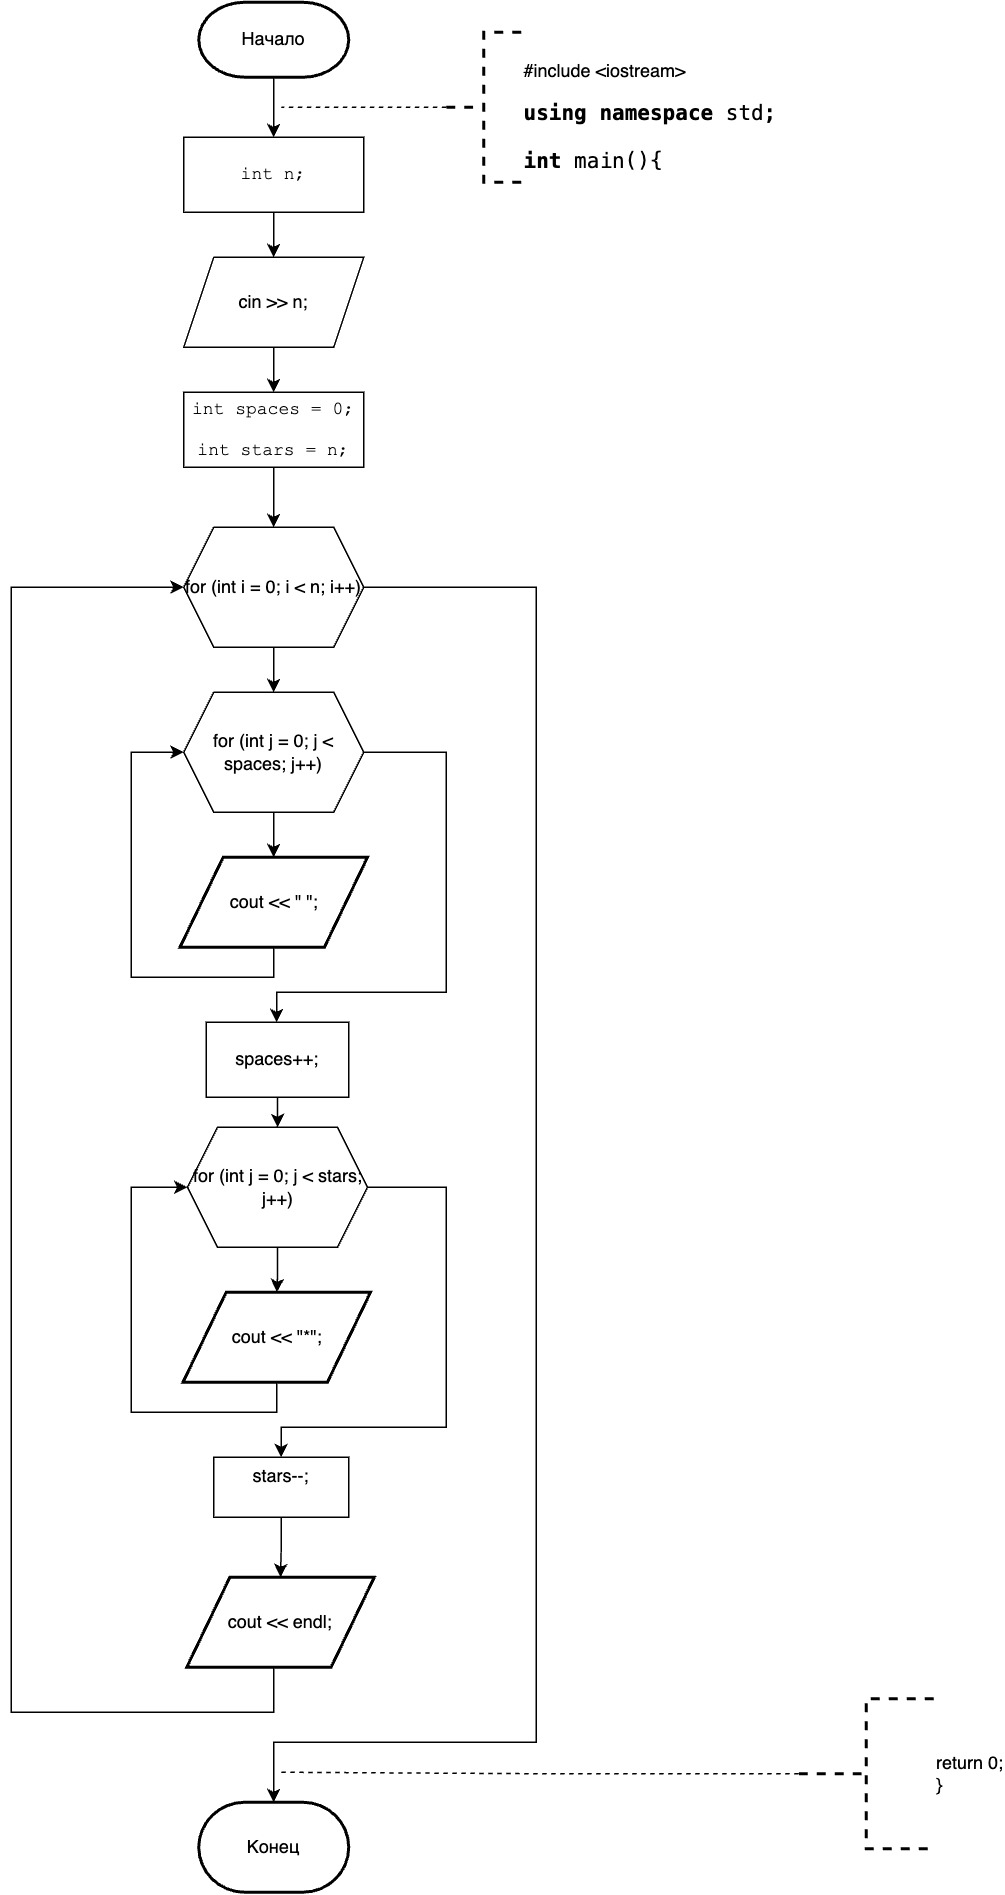 Начало
#include <iostream>
using namespace std;
int main(){
int n;
cin >> n;
int spaces = 0;
int stars = n;
for (int i = 0; i < n; i++)
for (int j = 0; j <
spaces; j++)
cout << " ";
spaces++;
for (int j = 0; j < stars;
j++)
cout << "*";
stars--;
cout << endl;
return 0;
}
Конец